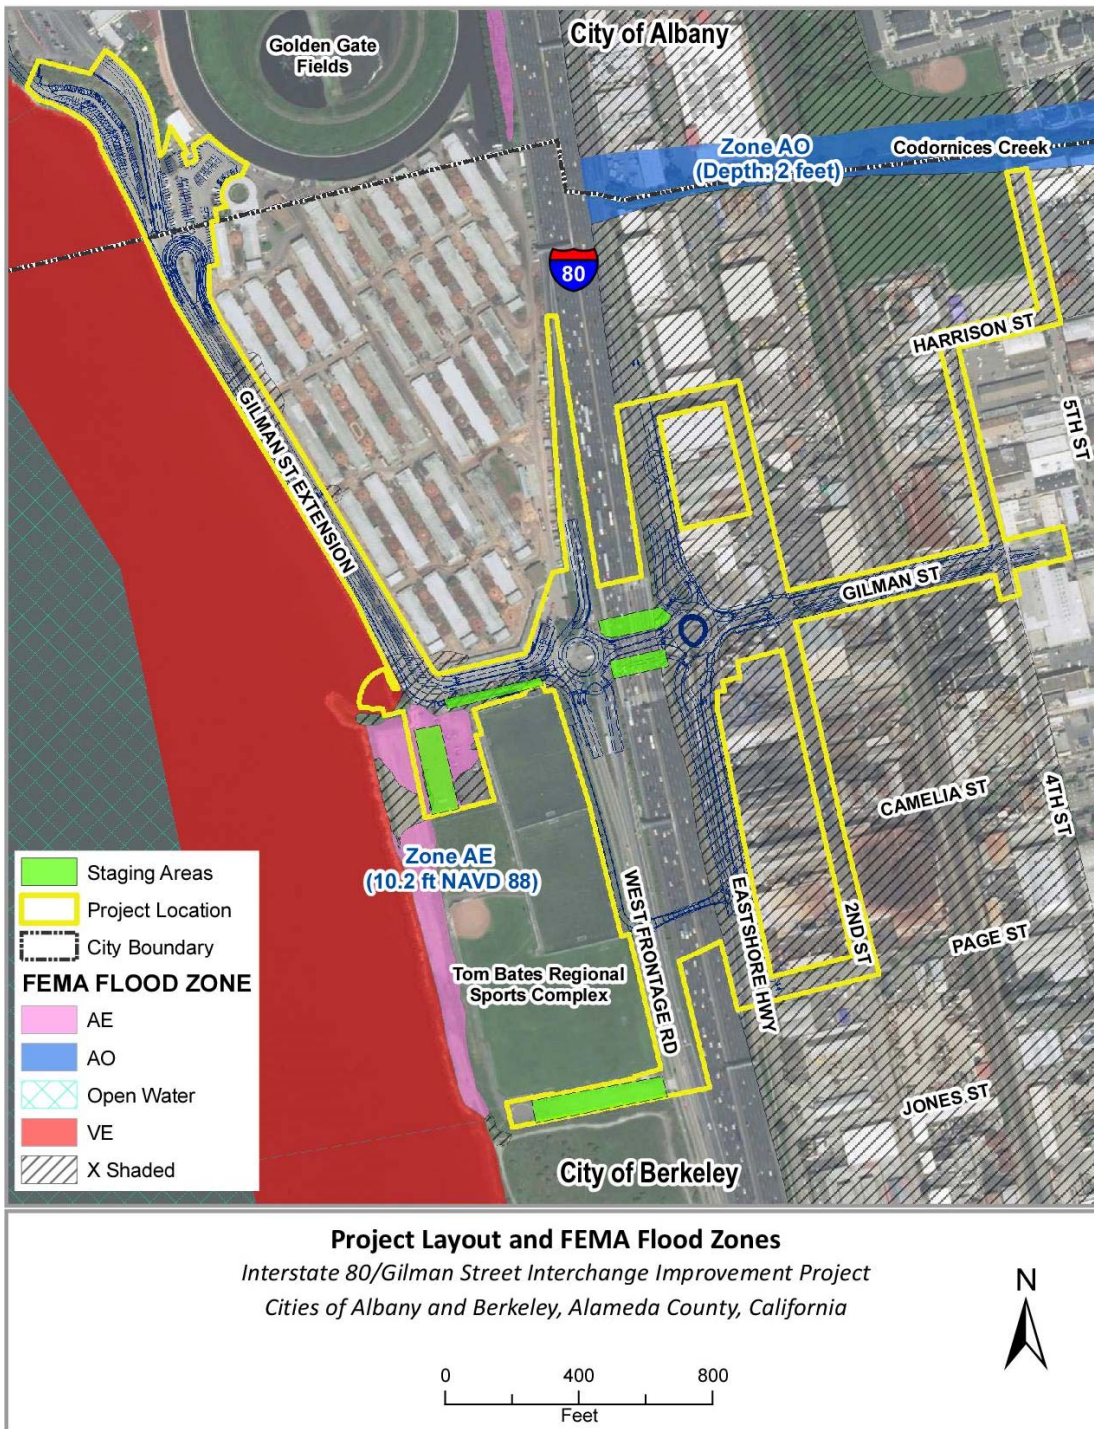 City of Albany
Golden Gate
Fields
Zone AO
(Depth: 2 feet)
Codornices Creek
80
HARRISON ST
5TH ST
GILMAN ST EXTENSION
GILMAN ST
CAMELIA ST
4TH ST
Zone AE
(10.2 ft NAVD 88)
WEST FRONTAGE RD
EASTSHORE HWY
2ND ST
PAGE ST
Tom Bates Regional
Sports Complex
JONES ST
City of Berkeley
Staging Areas
Project Location
City Boundary
FEMA FLOOD ZONE
AE
AO
Open Water
VE
X Shaded
Project Layout and FEMA Flood Zones
Interstate 80/Gilman Street Interchange Improvement Project
Cities of Albany and Berkeley, Alameda County, California
N
0 400 800
Feet